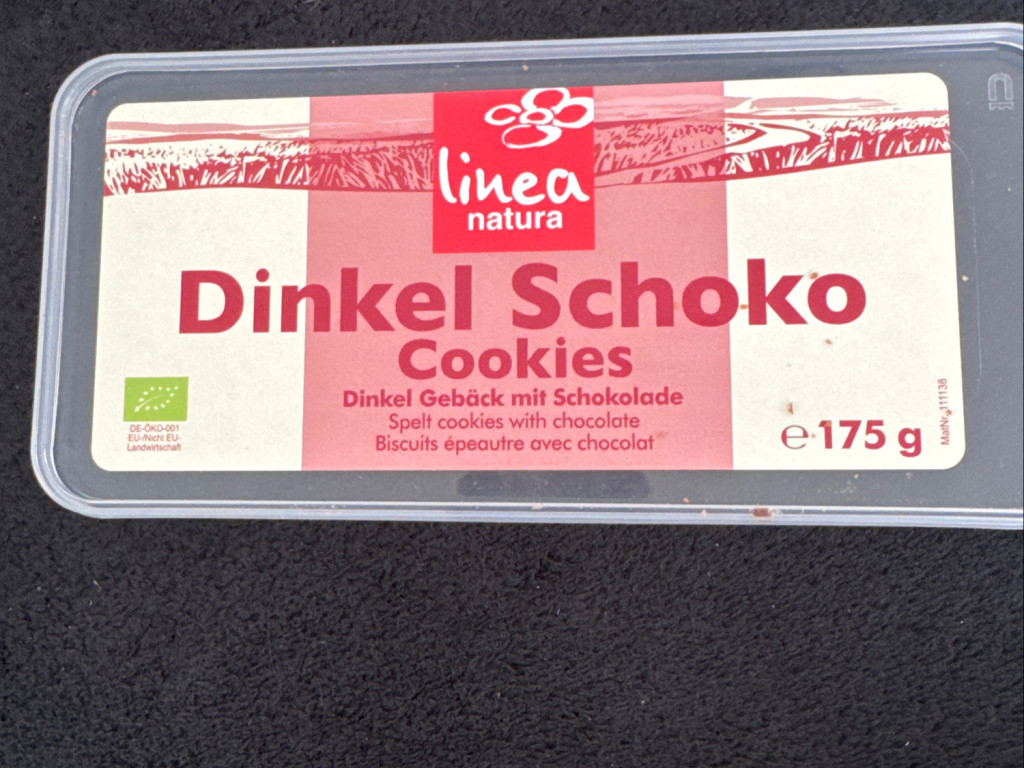 linea
natura
Dinkel Schoko
Cookies
Dinkel Gebäck mit Schokolade
Spelt cookies with chocolate
Biscuits épeautre avec chocolat
DE-ÖKO-001
EU-/Nicht EU-
Landwirtschaft
e 175 g
MatNr. 111138